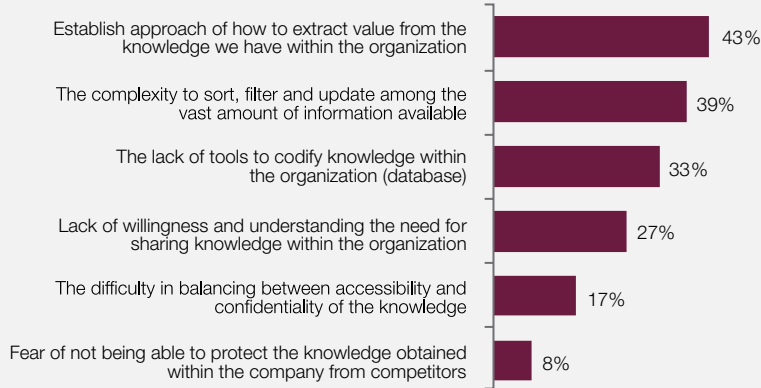 Establish approach of how to extract value from the
knowledge we have within the organization
43%
The complexity to sort, filter and update among the
vast amount of information available
39%
The lack of tools to codify knowledge within
the organization (database)
33%
Lack of willingness and understanding the need for
sharing knowledge within the organization
27%
The difficulty in balancing between accessibility and
confidentiality of the knowledge
17%
Fear of not being able to protect the knowledge obtained
within the company from competitors
8%